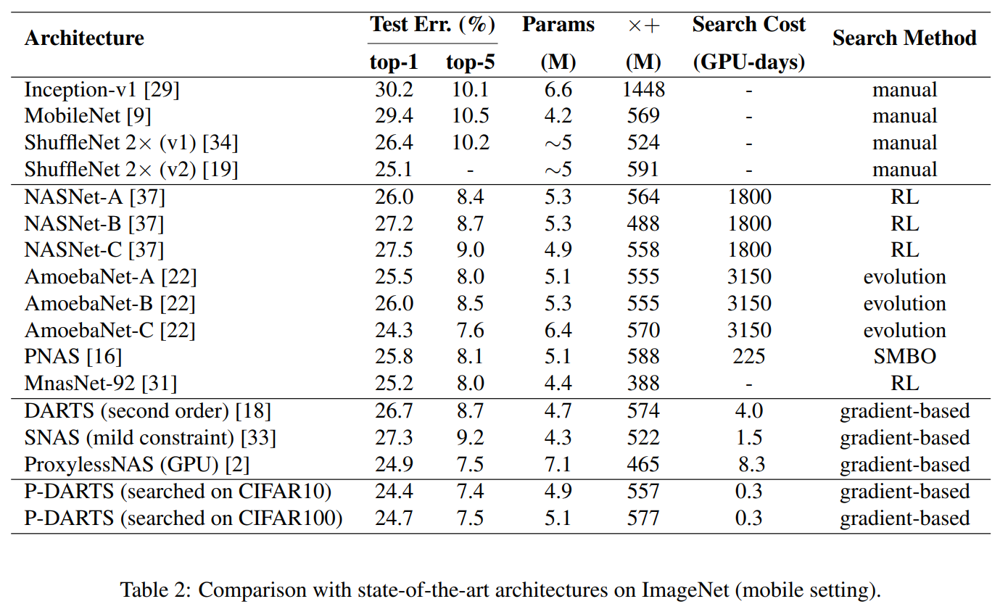 Architecture Test Err. (%) Params ×+ Search Cost Search Method
top-1 top-5 (M) (M) (GPU-days)
Inception-v1 [29] 30.2 10.1 6.6 1448 - manual
MobileNet [9] 29.4 10.5 4.2 569 - manual
ShuffleNet 2× (v1) [34] 26.4 10.2 ∼5 524 - manual
ShuffleNet 2× (v2) [19] 25.1 - ∼5 591 - manual
NASNet-A [37] 26.0 8.4 5.3 564 1800 RL
NASNet-B [37] 27.2 8.7 5.3 488 1800 RL
NASNet-C [37] 27.5 9.0 4.9 558 1800 RL
AmoebaNet-A [22] 25.5 8.0 5.1 555 3150 evolution
AmoebaNet-B [22] 26.0 8.5 5.3 555 3150 evolution
AmoebaNet-C [22] 24.3 7.6 6.4 570 3150 evolution
PNAS [16] 25.8 8.1 5.1 588 225 SMBO
MnasNet-92 [31] 25.2 8.0 4.4 388 - RL
DARTS (second order) [18] 26.7 8.7 4.7 574 4.0 gradient-based
SNAS (mild constraint) [33] 27.3 9.2 4.3 522 1.5 gradient-based
ProxylessNAS (GPU) [2] 24.9 7.5 7.1 465 8.3 gradient-based
P-DARTS (searched on CIFAR10) 24.4 7.4 4.9 557 0.3 gradient-based
P-DARTS (searched on CIFAR100) 24.7 7.5 5.1 577 0.3 gradient-based
Table 2: Comparison with state-of-the-art architectures on ImageNet (mobile setting).